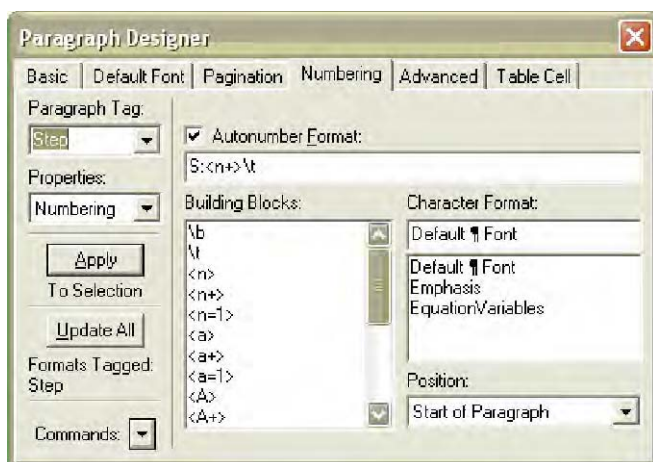 Paragraph Designer
Basic Default Font Pagination Numbering Advanced Table Cell
Paragraph Tag:
Step
Properties:
Numbering
Apply
To Selection
Update All
Formats Tagged:
Step
Commands:
Autonumber Format:
S:<n+>\t
Building Blocks:
\b
\t
<n>
<n+>
<n=1>
<a>
<a+>
<a=1>
<A>
<A+>
Character Format:
Default ¶ Font
Default ¶ Font
Emphasis
EquationVariables
Position:
Start of Paragraph